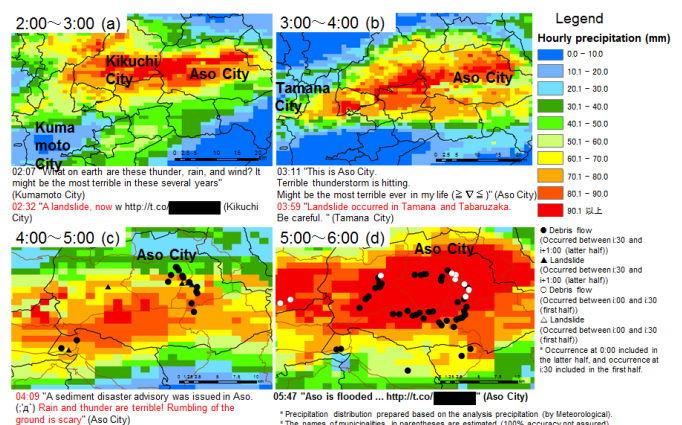 2:00～3:00 (a)
Kikuchi
City
Aso City
Kuma
moto
City
02:07 "What on earth are these thunder, rain, and wind? It
might be the most terrible in these several years"
(Kumamoto City)
02:32 "A landslide, now w http://t.co/ (Kikuchi
City)
3:00～4:00 (b)
Tamana
City
Aso City
03:11 "This is Aso City.
Terrible thunderstorm is hitting.
Might be the most terrible ever in my life (≧∇≦)" (Aso City)
03:59 "Landslide occurred in Tamana and Tabaruzaka.
Be careful. " (Tamana City)
4:00～5:00 (c)
Aso City
04:09 "A sediment disaster advisory was issued in Aso.
(;´д`) Rain and thunder are terrible! Rumbling of the
ground is scary" (Aso City)
5:00～6:00 (d)
Aso City
05:47 "Aso is flooded ... http://t.co/ " (Aso City)
* Precipitation distribution prepared based on the analysis precipitation (by Meteorological).
* The names of municipalities, in parentheses are estimated (100% accuracy not assured)
Legend
Hourly precipitation (mm)
0.0 - 10.0
10.1 - 20.0
20.1 - 30.0
30.1 - 40.0
40.1 - 50.0
50.1 - 60.0
60.1 - 70.0
70.1 - 80.0
80.1 - 90.0
90.1 以上
● Debris flow
(Occurred between i:30 and
i+1:00 (latter half))
▲ Landslide
(Occurred between i:30 and
i+1:00 (latter half))
○ Debris flow
(Occurred between i:00 and i:30
(first half))
△ Landslide
(Occurred between i:00 and i:30
(first half))
* Occurrence at 0:00 included in
the latter half, and occurrence at
i:30 included in the first half.